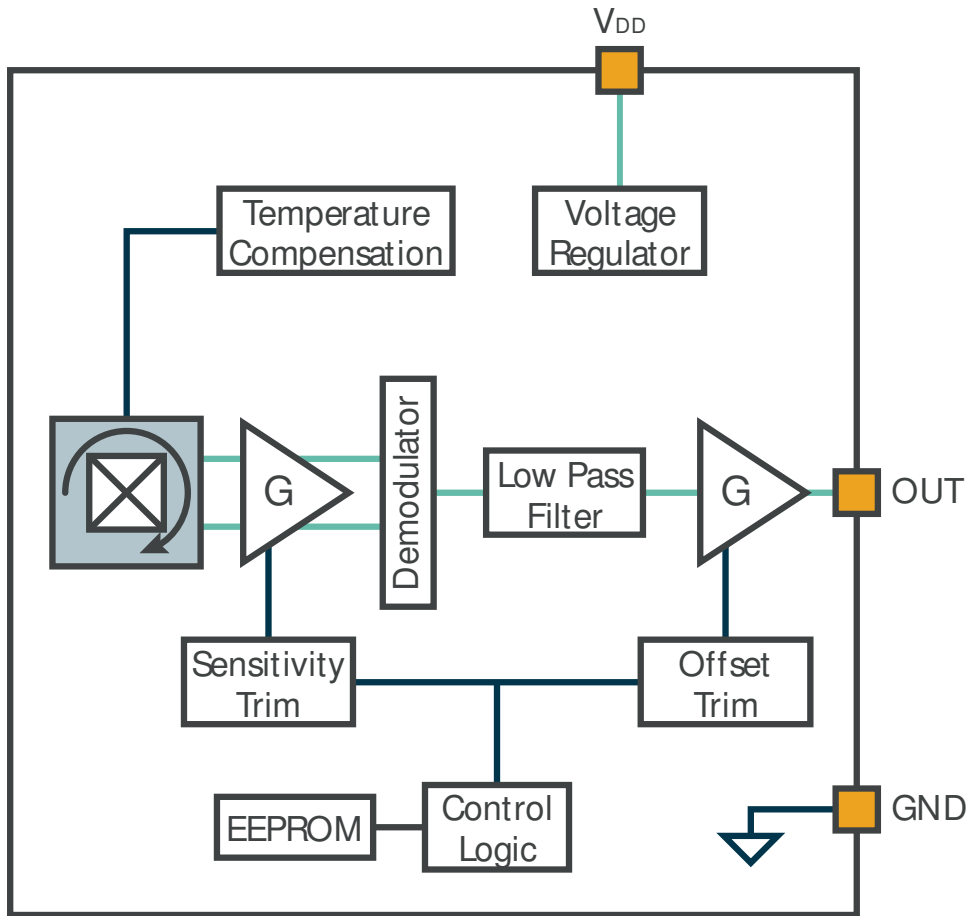 VDD
Temperature
Compensation
Voltage
Regulator
G
Demodulator
Low Pass
Filter
G
OUT
Sensitivity
Trim
Offset
Trim
EEPROM
Control
Logic
GND